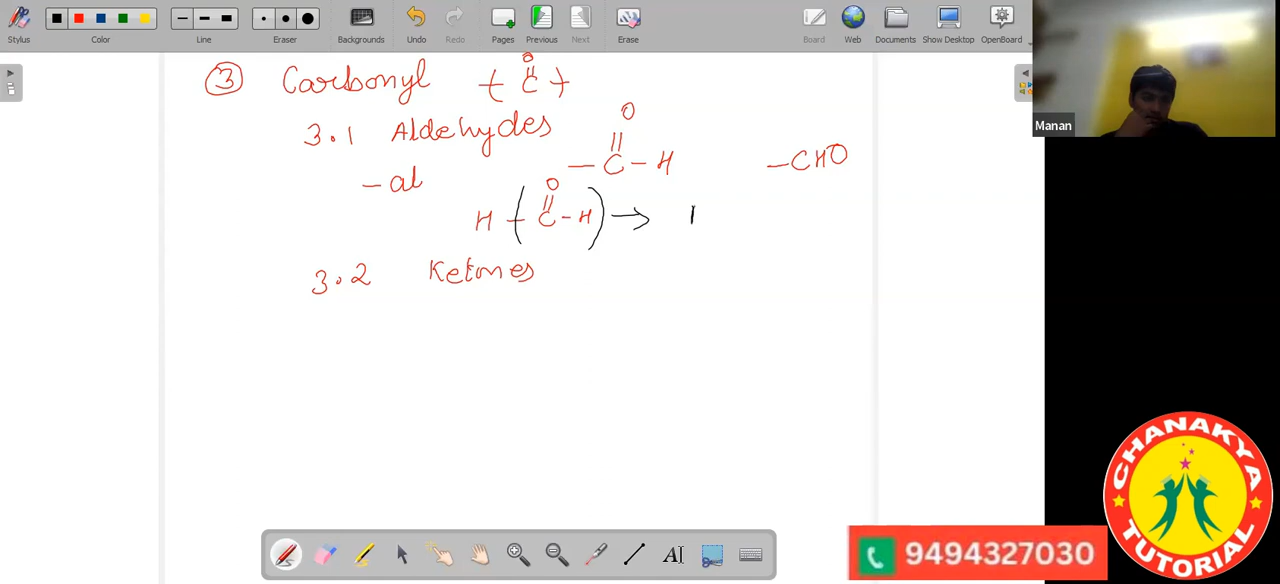 Stylus
Color
Line
Eraser
Backgrounds
Undo
Redo
Pages
Previous
Next
Erase
Board
Web
Documents
Show Desktop
OpenBoard
Manan
③ Carbonyl
O
C
3.1 Aldehydes
O
-C-H
-CHO
-al
O
H (-C-H) →
3.2 Ketones
9494327030
CHANAKYA
TUTORIAL